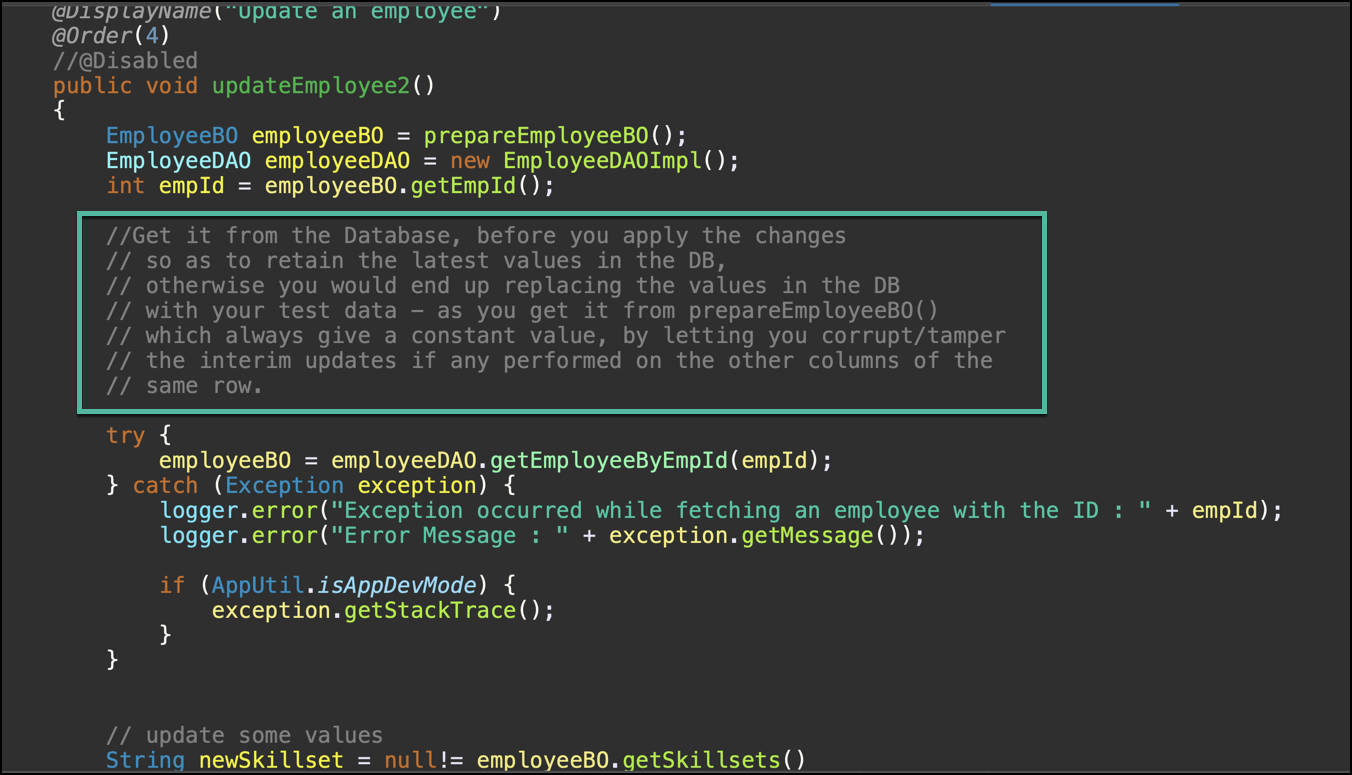 @DisplayName("Update an employee")
@Order(4)
//@Disabled
public void updateEmployee2()
{
EmployeeBO employeeBO = prepareEmployeeBO();
EmployeeDAO employeeDAO = new EmployeeDAOImpl();
int empId = employeeBO.getEmpId();
//Get it from the Database, before you apply the changes
// so as to retain the latest values in the DB,
// otherwise you would end up replacing the values in the DB
// with your test data – as you get it from prepareEmployeeBO()
// which always give a constant value, by letting you corrupt/tamper
// the interim updates if any performed on the other columns of the
// same row.
try {
employeeBO = employeeDAO.getEmployeeByEmpId(empId);
} catch (Exception exception) {
logger.error("Exception occurred while fetching an employee with the ID : " + empId);
logger.error("Error Message : " + exception.getMessage());
if (AppUtil.isAppDevMode) {
exception.getStackTrace();
}
}
// update some values
String newSkillset = null!= employeeBO.getSkillsets()